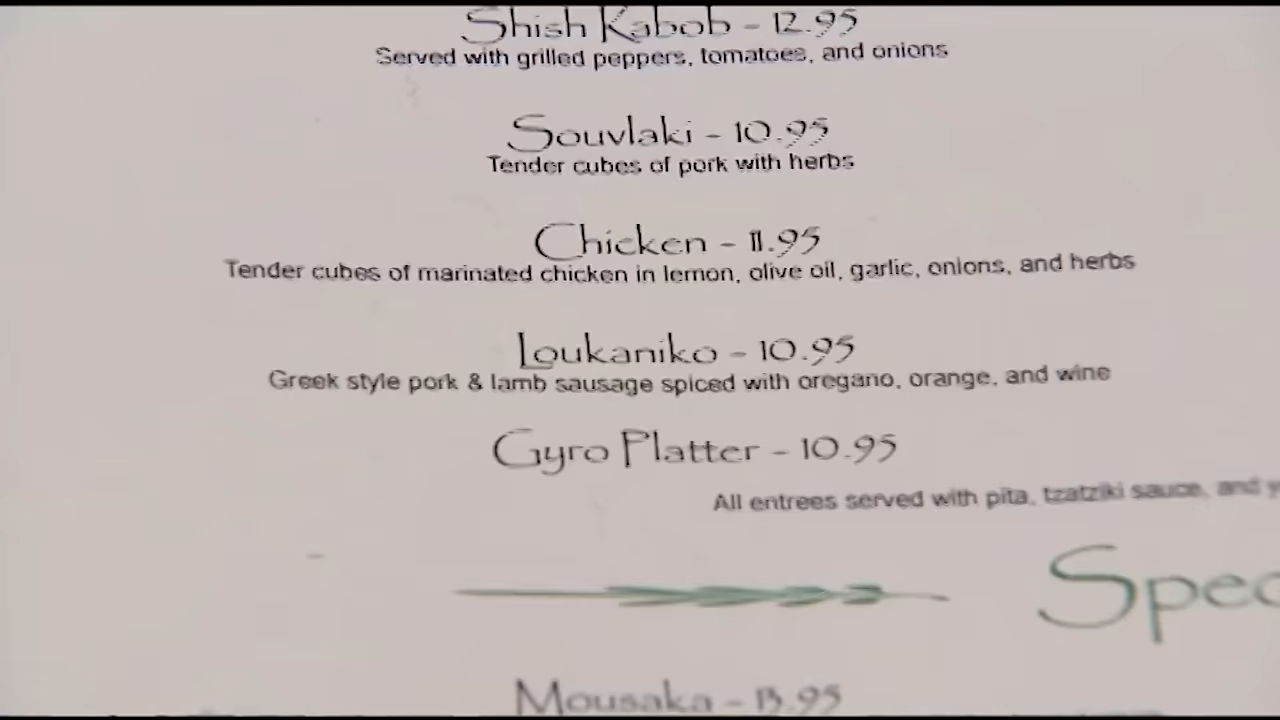 Shish Kabob - 12.95
Served with grilled peppers, tomatoes, and onions
Souvlaki - 10.95
Tender cubes of pork with herbs
Chicken - 11.95
Tender cubes of marinated chicken in lemon, olive oil, garlic, onions, and herbs
Loukaniko - 10.95
Greek style pork & lamb sausage spiced with oregano, orange, and wine
Gyro Platter - 10.95
All entrees served with pita, tzatziki sauce, and
Spec
Mousaka - 13.95